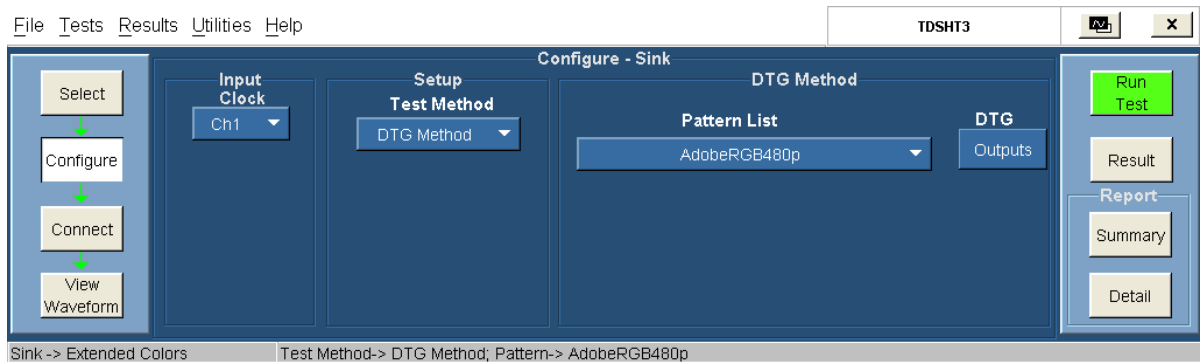 File Tests Results Utilities Help
TDSHT3
x
Configure - Sink
Select
Configure
Connect
View
Waveform
Input
Clock
Ch1
Setup
Test Method
DTG Method
DTG Method
Pattern List
AdobeRGB480p
DTG
Outputs
Run
Test
Result
Report
Summary
Detail
Sink -> Extended Colors
Test Method-> DTG Method; Pattern-> AdobeRGB480p